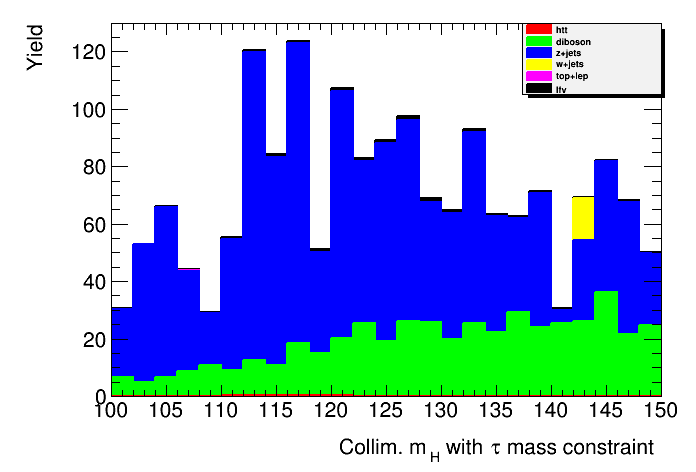 Yield
120
100
80
60
40
20
0
htt
diboson
z+jets
w+jets
top+lep
lfv
100 105 110 115 120 125 130 135 140 145 150
Collim. m_H with τ mass constraint